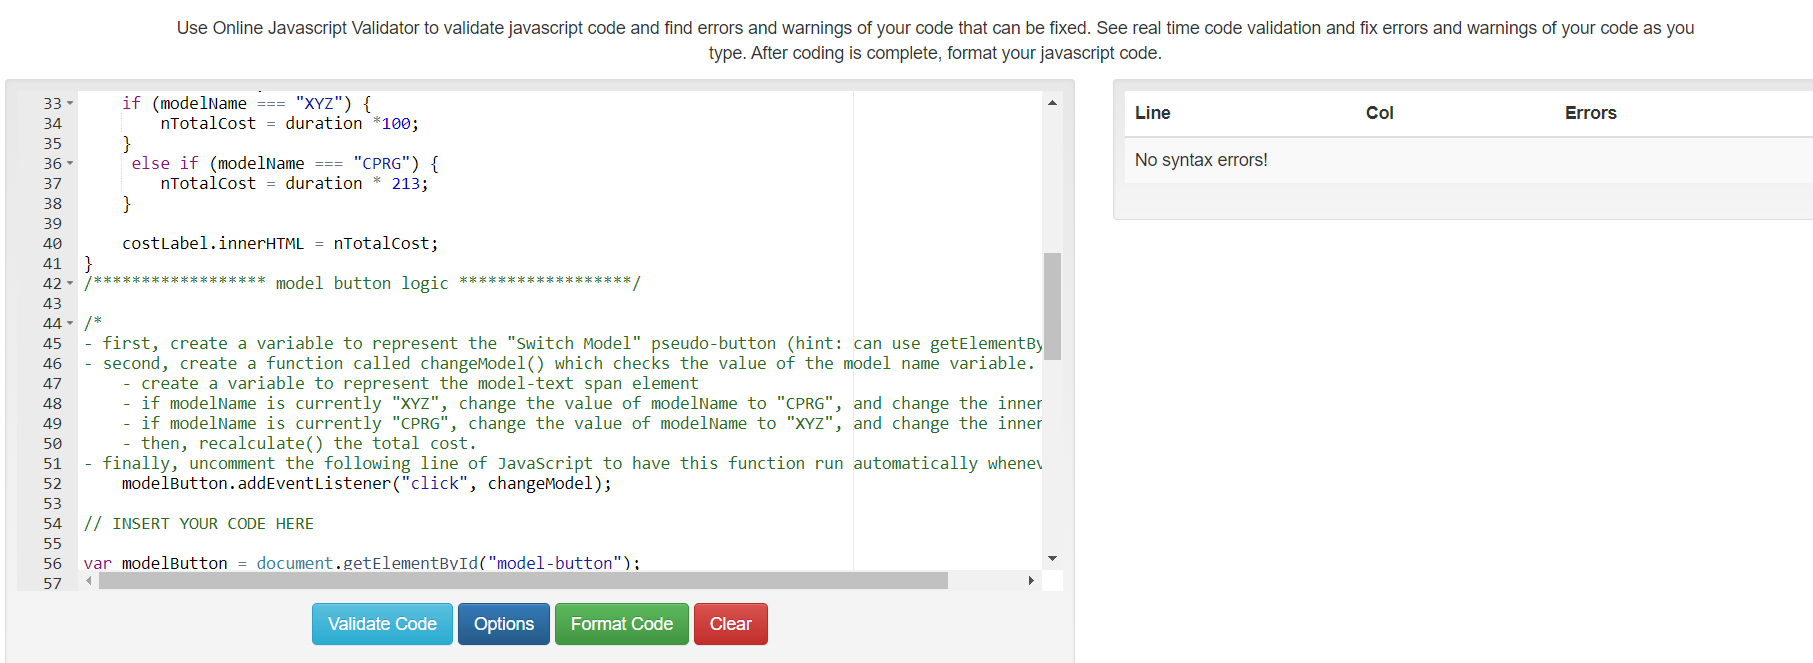 Use Online Javascript Validator to validate javascript code and find errors and warnings of your code that can be fixed. See real time code validation and fix errors and warnings of your code as you
type. After coding is complete, format your javascript code.
33 if (modelName === "XYZ") {
34 nTotalCost = duration *100;
35 }
36 else if (modelName === "CPRG") {
37 nTotalCost = duration * 213;
38 }
39
40 costLabel.innerHTML = nTotalCost;
41 }
42 /****************** model button logic ******************/
43
44 /*
45 - first, create a variable to represent the "Switch Model" pseudo-button (hint: can use getElementBy
46 - second, create a function called changeModel() which checks the value of the model name variable.
47 - create a variable to represent the model-text span element
48 - if modelName is currently "XYZ", change the value of modelName to "CPRG", and change the inner
49 - if modelName is currently "CPRG", change the value of modelName to "XYZ", and change the inner
50 - then, recalculate() the total cost.
51 - finally, uncomment the following line of JavaScript to have this function run automatically whenev
52 modelButton.addEventListener("click", changeModel);
53
54 // INSERT YOUR CODE HERE
55
56 var modelButton = document.getElementById("model-button");
57
Validate Code Options Format Code Clear
Line Col Errors
No syntax errors!